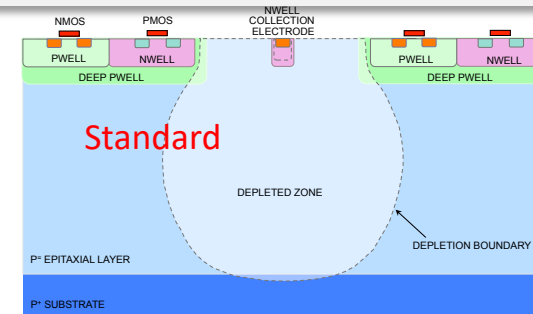 NMOS
PMOS
NWELL
COLLECTION
ELECTRODE
PWELL
NWELL
PWELL
NWELL
DEEP PWELL
DEEP PWELL
Standard
DEPLETED ZONE
DEPLETION BOUNDARY
P= EPITAXIAL LAYER
P+ SUBSTRATE